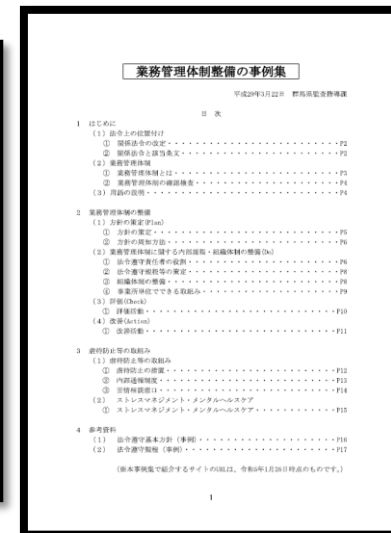 業務管理体制整備の事例集
平成29年3月22日　群馬県監査指導課
目　次
1　はじめに
（1）法令上の位置付け
①　関係法令の改定・・・・・・・・・・・・・・・・・・・・・・・・P2
②　関係法令と該当条文・・・・・・・・・・・・・・・・・・・・・・P2
（2）業務管理体制
①　業務管理体制とは・・・・・・・・・・・・・・・・・・・・・・・P3
②　業務管理体制の確認検査・・・・・・・・・・・・・・・・・・・・P4
（3）用語の説明・・・・・・・・・・・・・・・・・・・・・・・・・・P4
2　業務管理体制の整備
（1）方針の策定(Plan)
①　方針の策定・・・・・・・・・・・・・・・・・・・・・・・・・・P5
②　方針の周知方法・・・・・・・・・・・・・・・・・・・・・・・・P6
（2）業務管理体制に関する内部規程・組織体制の整備(Do)
①　法令遵守責任者の役割・・・・・・・・・・・・・・・・・・・・・P6
②　法令遵守規程等の策定・・・・・・・・・・・・・・・・・・・・・P8
③　組織体制の整備・・・・・・・・・・・・・・・・・・・・・・・・P8
④　事業所単位でできる取組み・・・・・・・・・・・・・・・・・・・P9
（3）評価(Check)
①　評価活動・・・・・・・・・・・・・・・・・・・・・・・・・・・P10
（4）改善(Action)
①　改善活動・・・・・・・・・・・・・・・・・・・・・・・・・・・P11
3　虐待防止等の取組み
（1）虐待防止等の取組み
①　虐待防止の措置・・・・・・・・・・・・・・・・・・・・・・・・P12
②　内部通報制度・・・・・・・・・・・・・・・・・・・・・・・・・P13
③　苦情相談窓口・・・・・・・・・・・・・・・・・・・・・・・・・P14
（2）　ストレスマネジメント・メンタルヘルスケア
①　ストレスマネジメント・メンタルヘルスケア・・・・・・・・・・・・P15
4　参考資料
（1）　法令遵守基本方針（事例）・・・・・・・・・・・・・・・・・・・P16
（2）　法令遵守規程（事例）・・・・・・・・・・・・・・・・・・・・・P17
（※本事例集で紹介するサイトのURLは、令和5年1月26日時点のものです。）
1